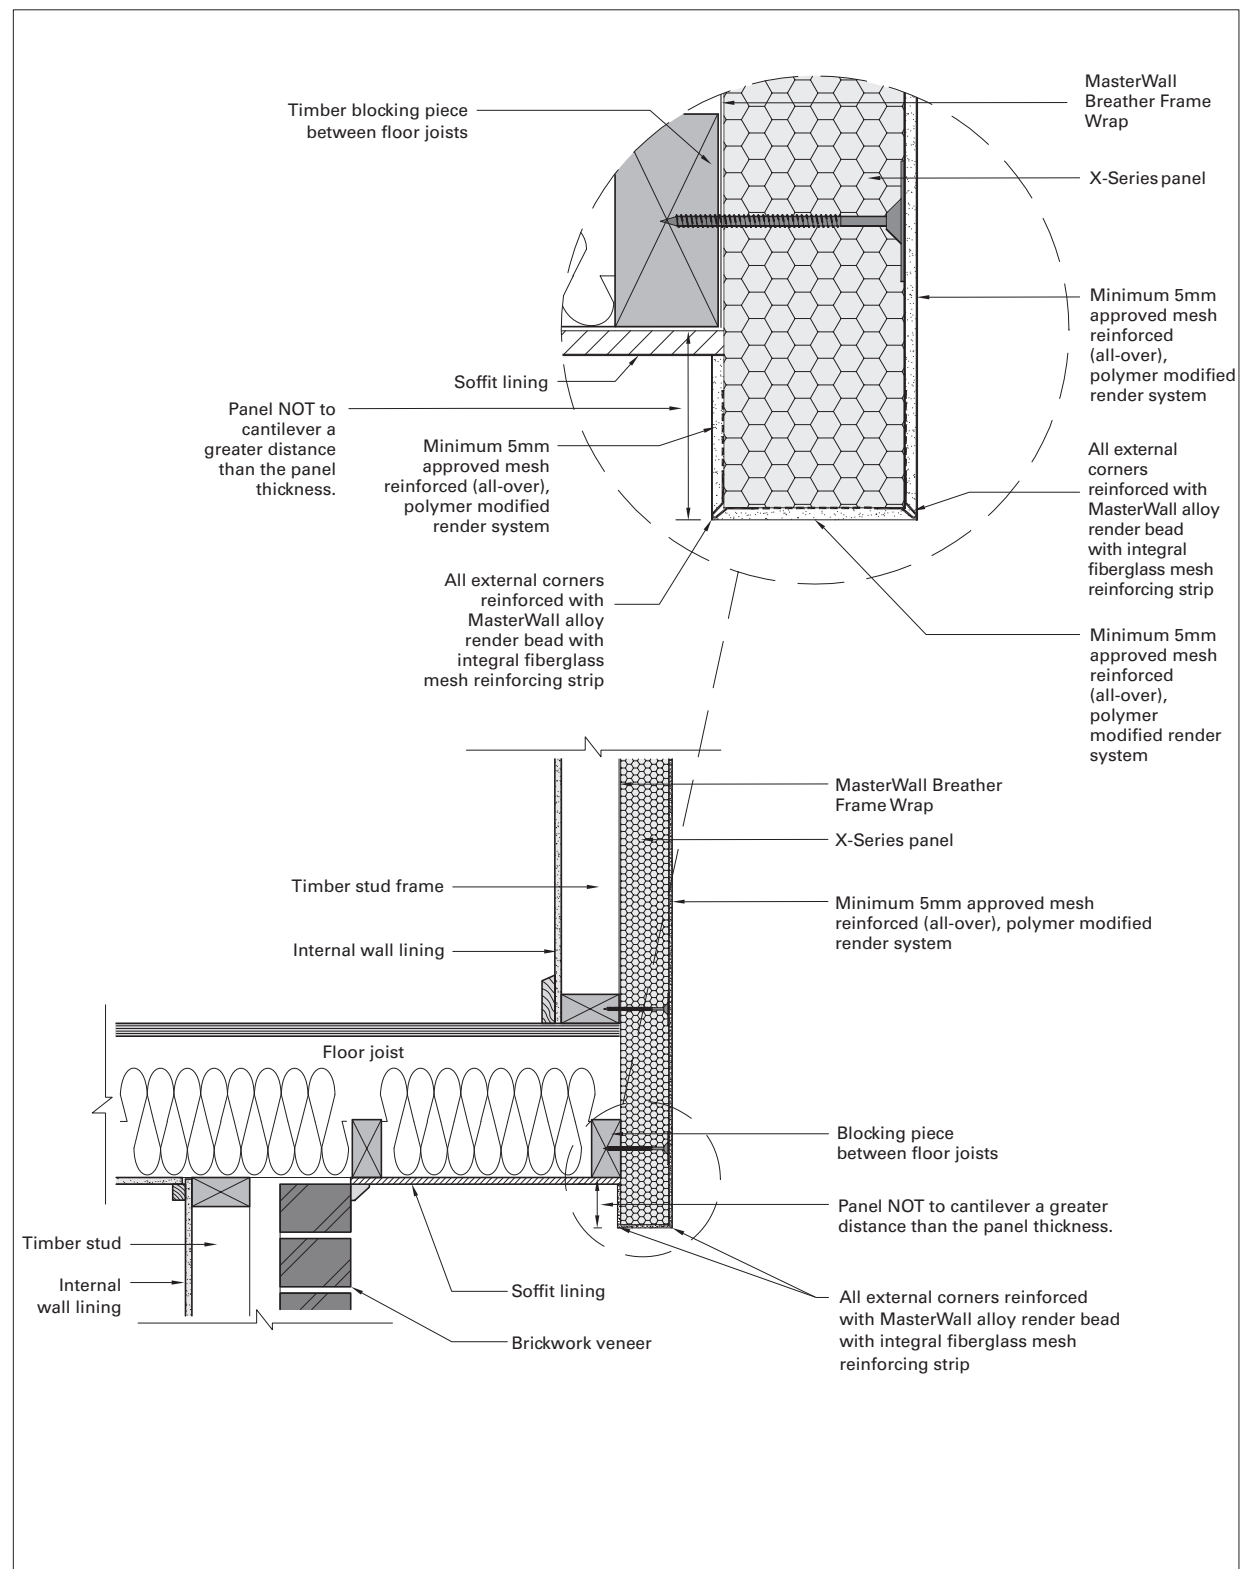 Timber blocking piece
between floor joists
MasterWall
Breather Frame
Wrap
X-Series panel
Minimum 5mm
approved mesh
reinforced
(all-over),
polymer modified
render system
Soffit lining
Panel NOT to
cantilever a
greater distance
than the panel
thickness.
Minimum 5mm
approved mesh
reinforced (all-over),
polymer modified
render system
All external
corners
reinforced with
MasterWall alloy
render bead
with integral
fiberglass mesh
reinforcing strip
All external corners
reinforced with
MasterWall alloy
render bead with
integral fiberglass
mesh reinforcing strip
Minimum 5mm
approved mesh
reinforced
(all-over),
polymer
modified render
system
MasterWall Breather
Frame Wrap
X-Series panel
Timber stud frame
Minimum 5mm approved mesh
reinforced (all-over), polymer modified
render system
Internal wall lining
Floor joist
Blocking piece
between floor joists
Panel NOT to cantilever a greater
distance than the panel thickness.
Timber stud
Internal
wall lining
Soffit lining
Brickwork veneer
All external corners reinforced
with MasterWall alloy render bead
with integral fiberglass mesh
reinforcing strip